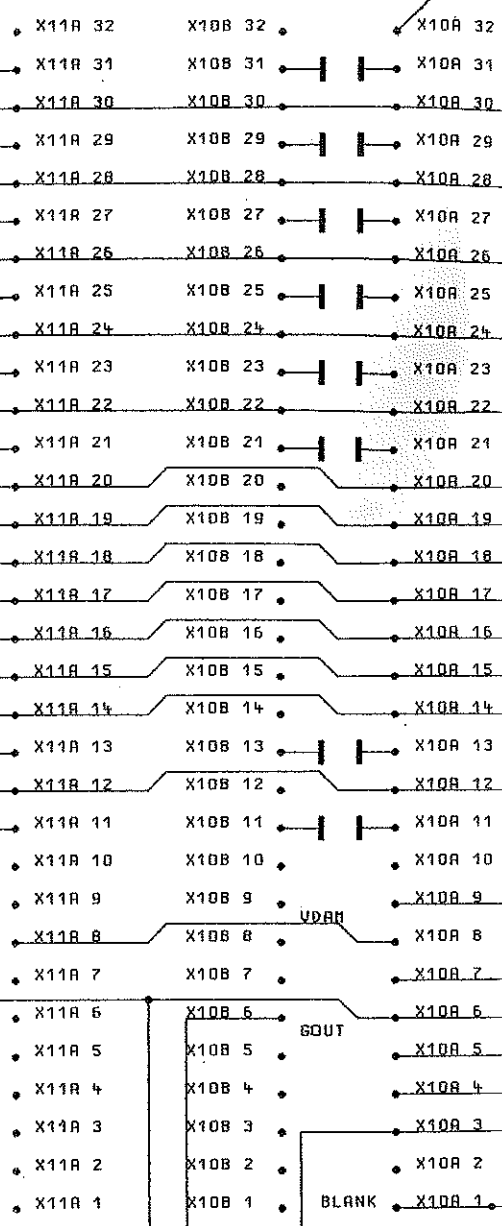 X11A 32 X10B 32 X10A 32
X11A 31 X10B 31 X10A 31
X11A 30 X10B 30 X10A 30
X11A 29 X10B 29 X10A 29
X11A 28 X10B 28 X10A 28
X11A 27 X10B 27 X10A 27
X11A 26 X10B 26 X10A 26
X11A 25 X10B 25 X10A 25
X11A 24 X10B 24 X10A 24
X11A 23 X10B 23 X10A 23
X11A 22 X10B 22 X10A 22
X11A 21 X10B 21 X10A 21
X11A 20 X10B 20 X10A 20
X11A 19 X10B 19 X10A 19
X11A 18 X10B 18 X10A 18
X11A 17 X10B 17 X10A 17
X11A 16 X10B 16 X10A 16
X11A 15 X10B 15 X10A 15
X11A 14 X10B 14 X10A 14
X11A 13 X10B 13 X10A 13
X11A 12 X10B 12 X10A 12
X11A 11 X10B 11 X10A 11
X11A 10 X10B 10 X10A 10
X11A 9 X10B 9 X10A 9
VDAM
X11A 8 X10B 8 X10A 8
X11A 7 X10B 7 X10A 7
X11A 6 X10B 6 X10A 6
GOUT
X11A 5 X10B 5 X10A 5
X11A 4 X10B 4 X10A 4
X11A 3 X10B 3 X10A 3
X11A 2 X10B 2 X10A 2
X11A 1 X10B 1 BLANK X10A 1